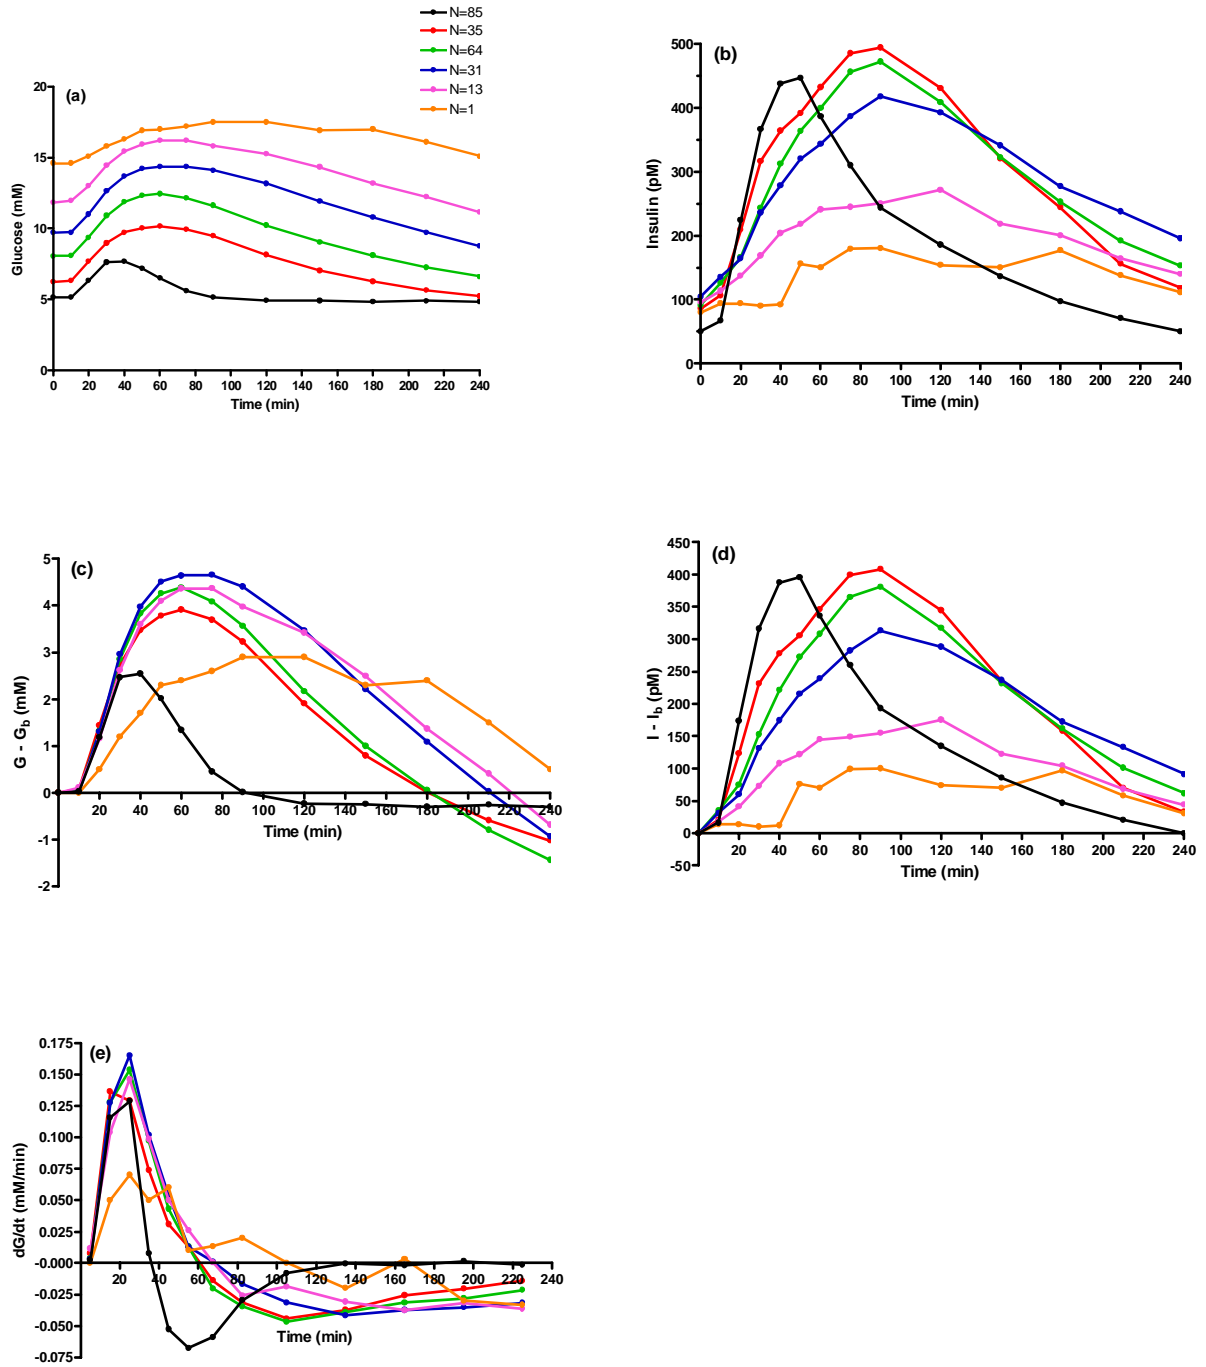 N=85
N=35
N=64
N=31
N=13
N=1
(a)
20
15
10
5
0
Glucose (mM)
0 20 40 60 80 100 120 140 160 180 200 220 240
Time (min)
(b)
500
400
300
200
100
0
Insulin (pM)
0 20 40 60 80 100 120 140 160 180 200 220 240
Time (min)
(c)
5
4
3
2
1
0
-1
-2
G - Gb (mM)
20 40 60 80 100 120 140 160 180 200 220 240
Time (min)
(d)
450
400
350
300
250
200
150
100
50
0
-50
I - Ib (pM)
20 40 60 80 100 120 140 160 180 200 220 240
Time (min)
(e)
0.175
0.150
0.125
0.100
0.075
0.050
0.025
-0.000
-0.025
-0.050
-0.075
dG/dt (mM/min)
20 40 60 80 100 120 140 160 180 200 220 240
Time (min)